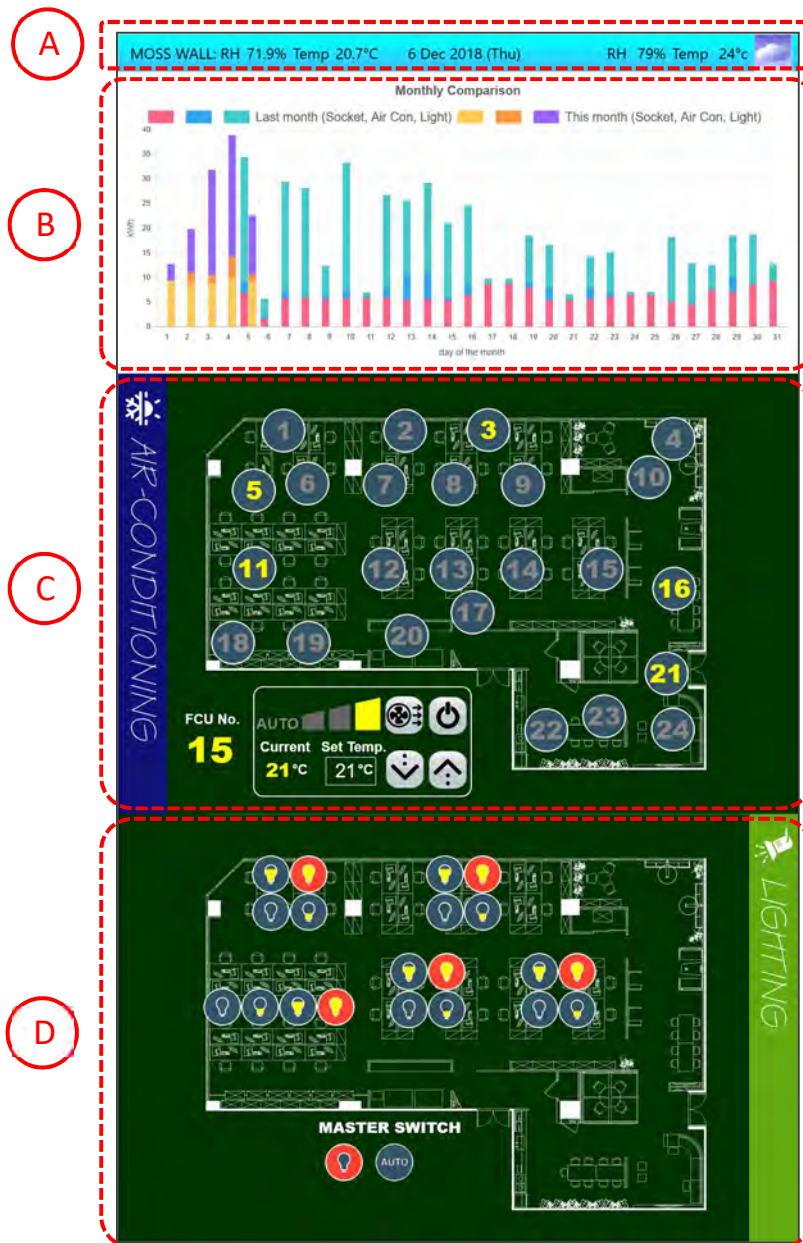 A
MOSS WALL: RH 71.9% Temp 20.7°C 6 Dec 2018 (Thu) RH 79% Temp 24°c
B
Monthly Comparison
Last month (Socket, Air Con, Light) This month (Socket, Air Con, Light)
40
35
30
25
20
15
10
5
0
kWh
1 2 3 4 5 6 7 8 9 10 11 12 13 14 15 16 17 18 19 20 21 22 23 24 25 26 27 28 29 30 31
day of the month
C
AIR-CONDITIONING
1 2 3 4
5 6 7 8 9 10
11 12 13 14 15 16
17
18 19 20
21
22 23 24
FCU No.
15
AUTO
Current Set Temp.
21°C 21°C
D
LIGHTING
MASTER SWITCH
AUTO